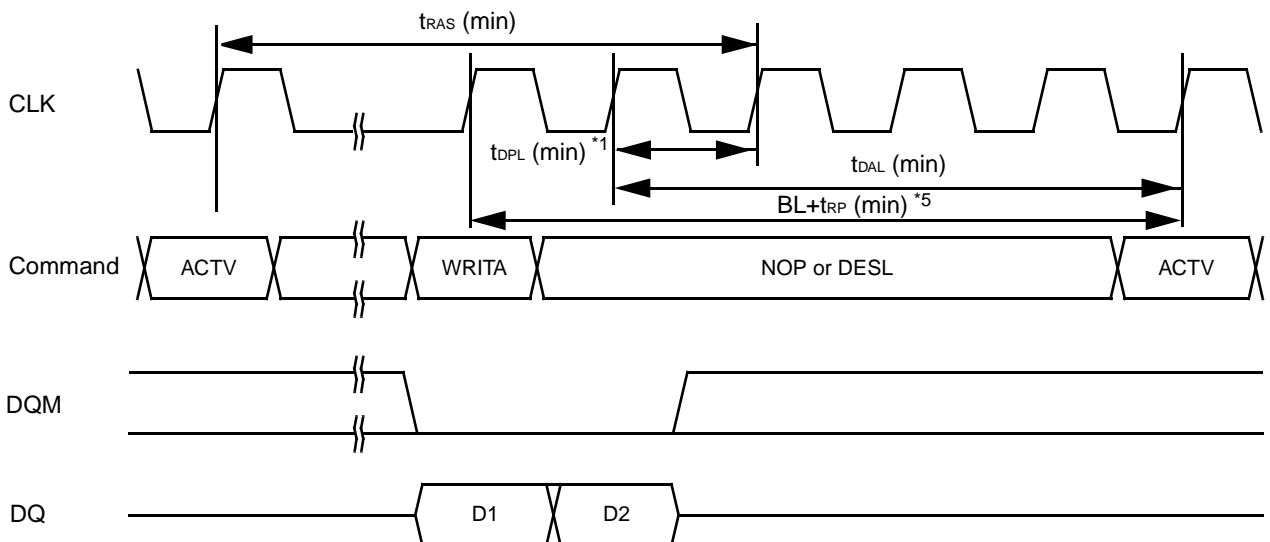 tRAS (min)
CLK
tDPL (min) *1
tDAL (min)
BL+tRP (min) *5
Command ACTV WRITA NOP or DESL ACTV
DQM
DQ D1 D2